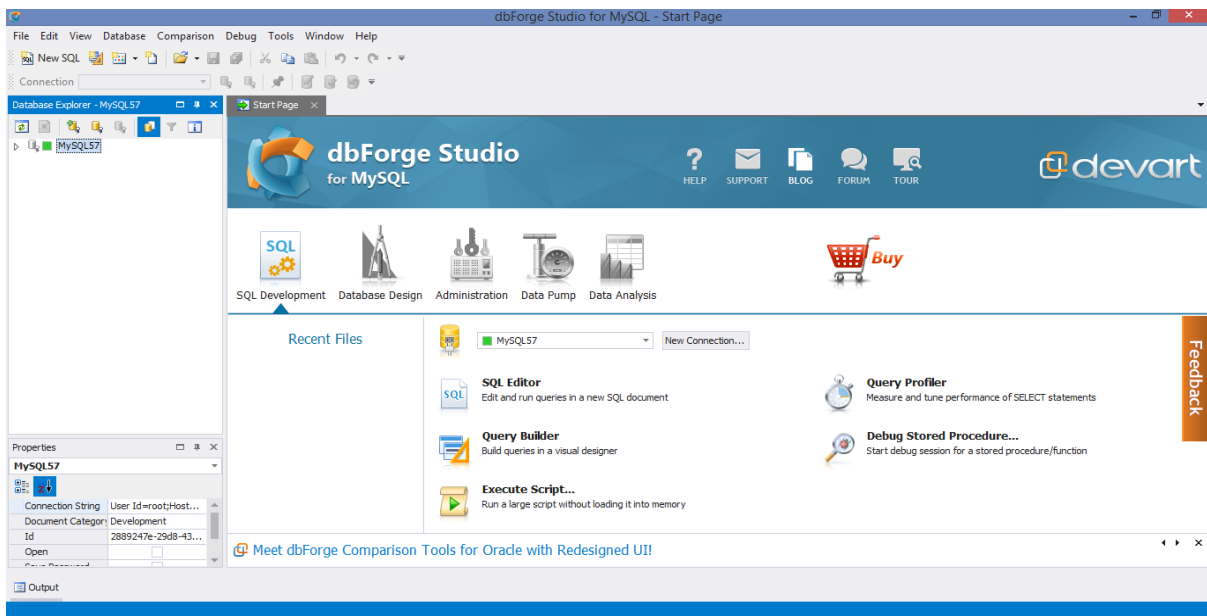 dbForge Studio for MySQL - Start Page
File Edit View Database Comparison Debug Tools Window Help
New SQL
Connection
Database Explorer - MySQL57
Start Page
MySQL57
dbForge Studio
for MySQL
HELP SUPPORT BLOG FORUM TOUR
devart
SQL
Buy
SQL Development Database Design Administration Data Pump Data Analysis
Recent Files
MySQL57 New Connection...
SQL
SQL Editor
Edit and run queries in a new SQL document
Query Profiler
Measure and tune performance of SELECT statements
Query Builder
Build queries in a visual designer
Debug Stored Procedure...
Start debug session for a stored procedure/function
Execute Script...
Run a large script without loading it into memory
Feedback
Properties
MySQL57
Connection String User Id=root;Host...
Document Category Development
Id 2889247e-29d8-43...
Open
Meet dbForge Comparison Tools for Oracle with Redesigned UI!
Output